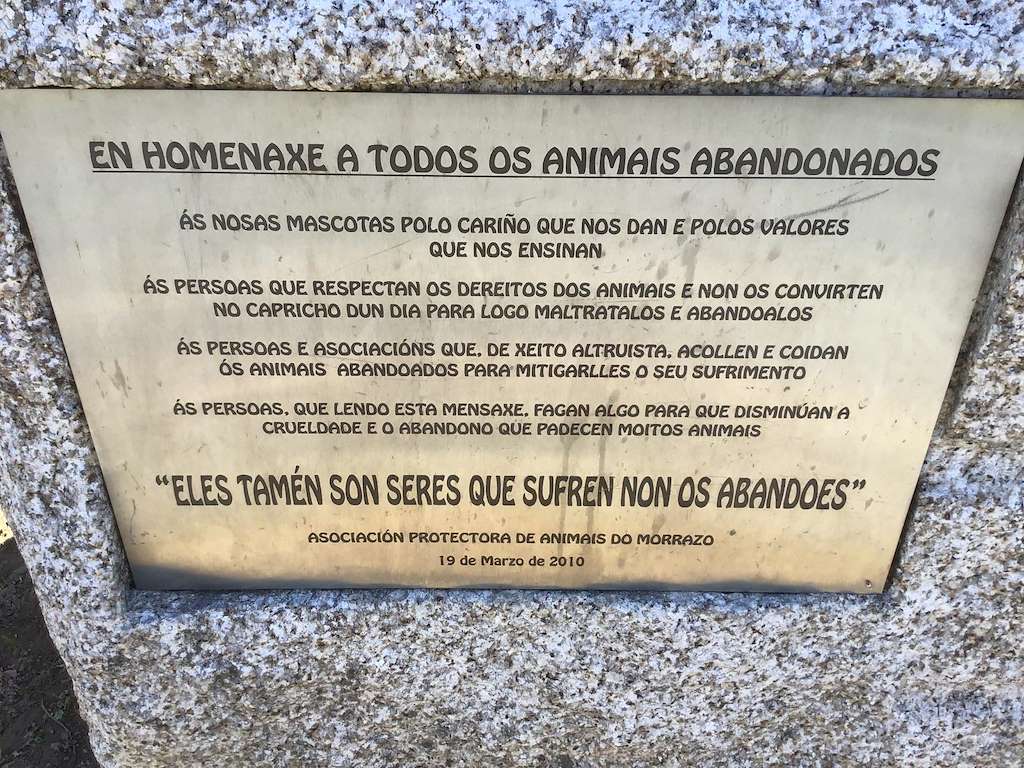 EN HOMENAXE A TODOS OS ANIMAIS ABANDONADOS
ÁS NOSAS MASCOTAS POLO CARIÑO QUE NOS DAN E POLOS VALORES
QUE NOS ENSINAN
ÁS PERSOAS QUE RESPECTAN OS DEREITOS DOS ANIMAIS E NON OS CONVIRTEN
NO CAPRICHO DUN DIA PARA LOGO MALTRATALOS E ABANDOALOS
ÁS PERSOAS E ASOCIACIÓNS QUE, DE XEITO ALTRUISTA, ACOLLEN E COIDAN
ÓS ANIMAIS ABANDOADOS PARA MITIGARLLES O SEU SUFRIMENTO
ÁS PERSOAS, QUE LENDO ESTA MENSAXE, FAGAN ALGO PARA QUE DISMINÚAN A
CRUELDADE E O ABANDONO QUE PADECEN MOITOS ANIMAIS
“ELES TAMÉN SON SERES QUE SUFREN NON OS ABANDOES”
ASOCIACIÓN PROTECTORA DE ANIMAIS DO MORRAZO
19 de Marzo de 2010